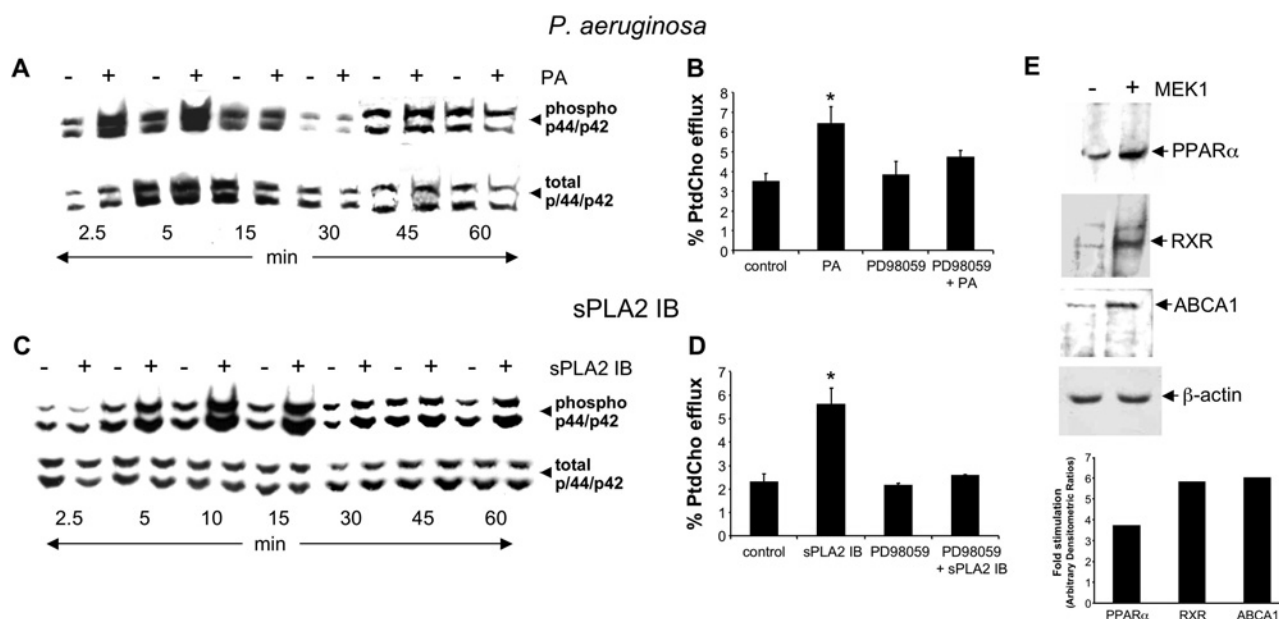 P. aeruginosa
A
- + - + - + - + - + - + PA
phospho
p44/p42
total
p/44/p42
2.5 5 15 30 45 60
min
B
% PtdCho efflux
9
8
7
6
5
4
3
2
1
0
*
control PA PD98059 PD98059
+ PA
sPLA2 IB
C
- + - + - + - + - + - + - + sPLA2 IB
phospho
p44/p42
total
p/44/p42
2.5 5 10 15 30 45 60
min
D
% PtdCho efflux
7
6
5
4
3
2
1
0
*
control sPLA2 IB PD98059 PD98059
+ sPLA2 IB
E
- + MEK1
PPARα
RXR
ABCA1
β-actin
Fold stimulation
(Arbitrary Densitometric Ratios)
7
6
5
4
3
2
1
0
PPARα RXR ABCA1